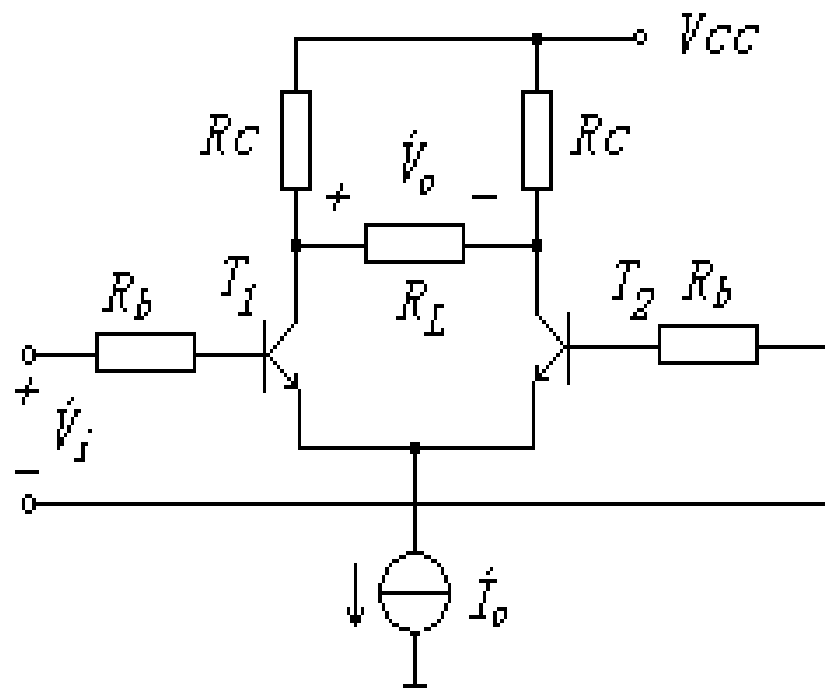 Vcc
Rc
V̇o
Rc
+
−
T1
RL
T2
Rb
Rb
+
V̇i
−
İo